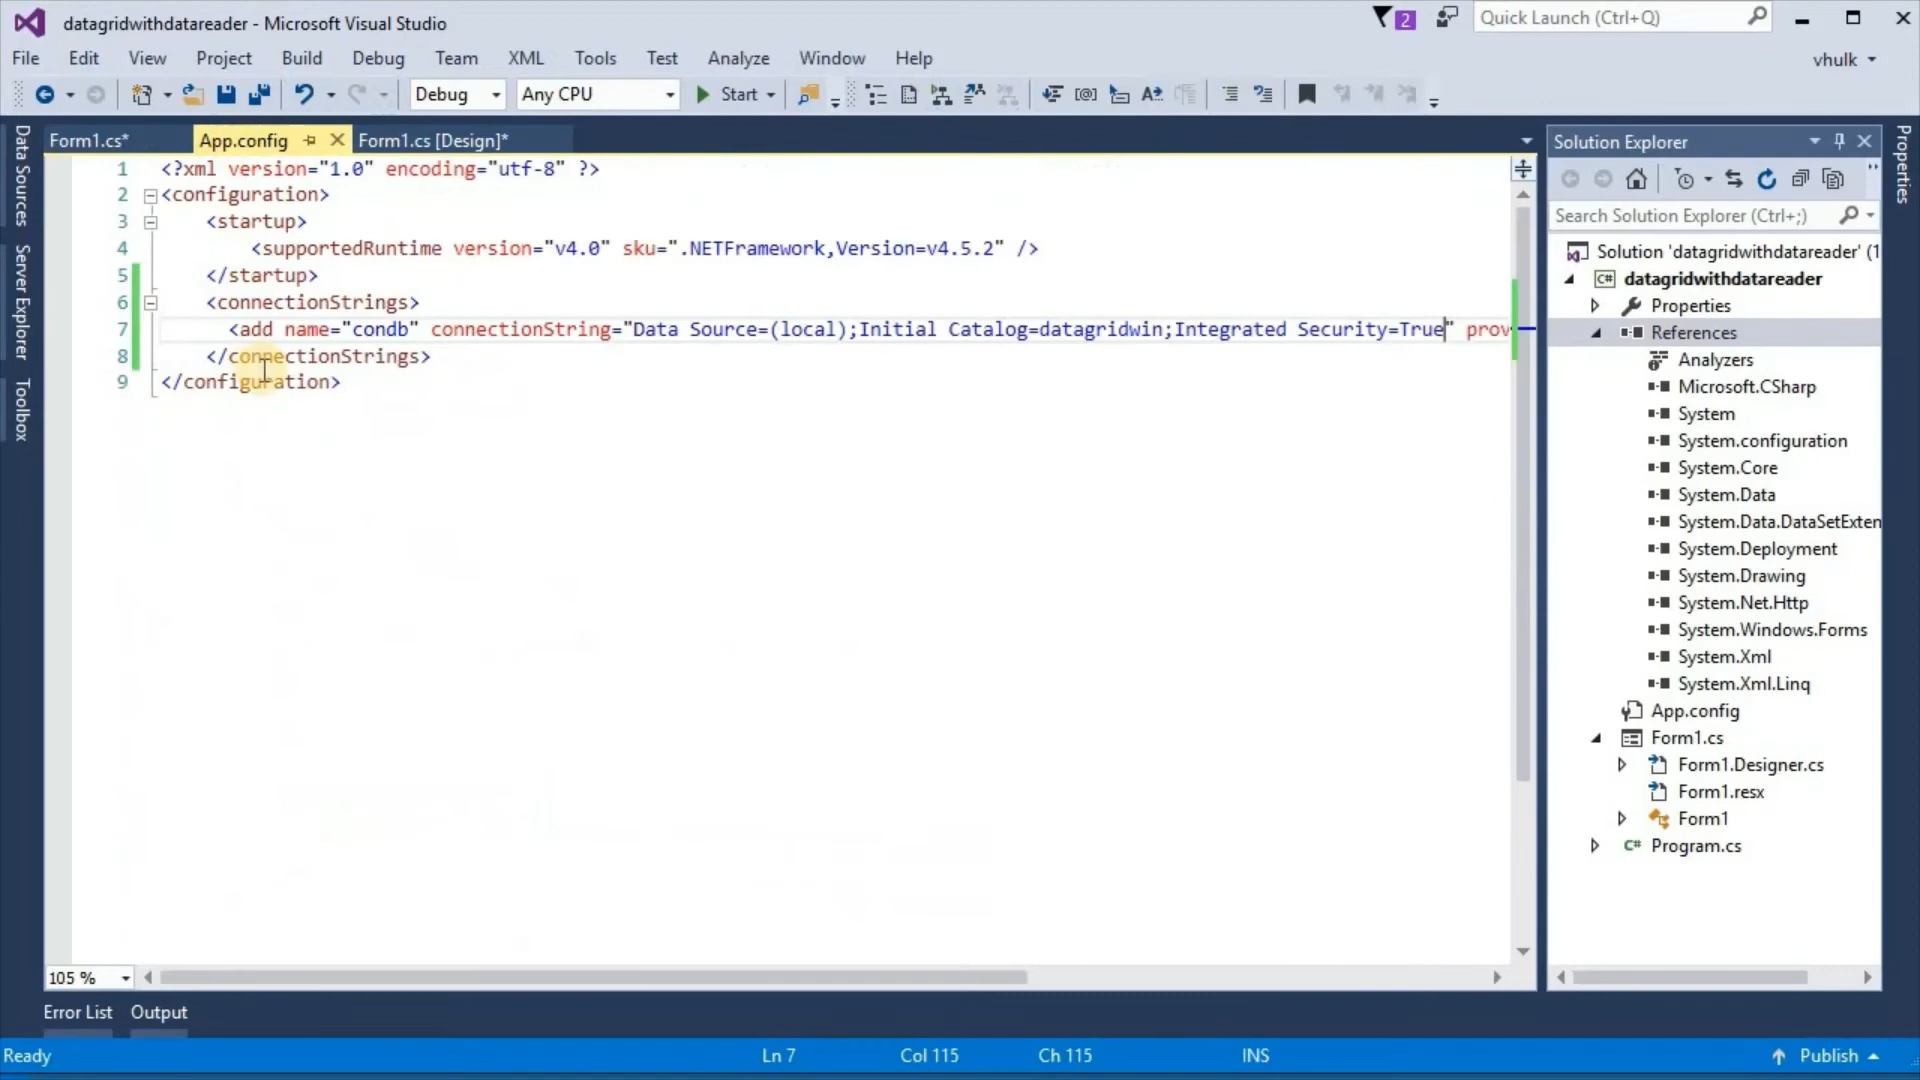 datagridwithdatareader - Microsoft Visual Studio
2
Quick Launch (Ctrl+Q)
File Edit View Project Build Debug Team XML Tools Test Analyze Window Help
vhulk
Debug
Any CPU
Start
Data Sources
Server Explorer
Toolbox
Form1.cs*
App.config
Form1.cs [Design]*
1 <?xml version="1.0" encoding="utf-8" ?>
2 <configuration>
3 <startup>
4 <supportedRuntime version="v4.0" sku=".NETFramework,Version=v4.5.2" />
5 </startup>
6 <connectionStrings>
7 <add name="condb" connectionString="Data Source=(local);Initial Catalog=datagridwin;Integrated Security=True" prov
8 </connectionStrings>
9 </configuration>
105 %
Solution Explorer
Search Solution Explorer (Ctrl+;)
Solution 'datagridwithdatareader' (1
datagridwithdatareader
Properties
References
Analyzers
Microsoft.CSharp
System
System.configuration
System.Core
System.Data
System.Data.DataSetExten
System.Deployment
System.Drawing
System.Net.Http
System.Windows.Forms
System.Xml
System.Xml.Linq
App.config
Form1.cs
Form1.Designer.cs
Form1.resx
Form1
Program.cs
Properties
Error List
Output
Ready
Ln 7
Col 115
Ch 115
INS
Publish